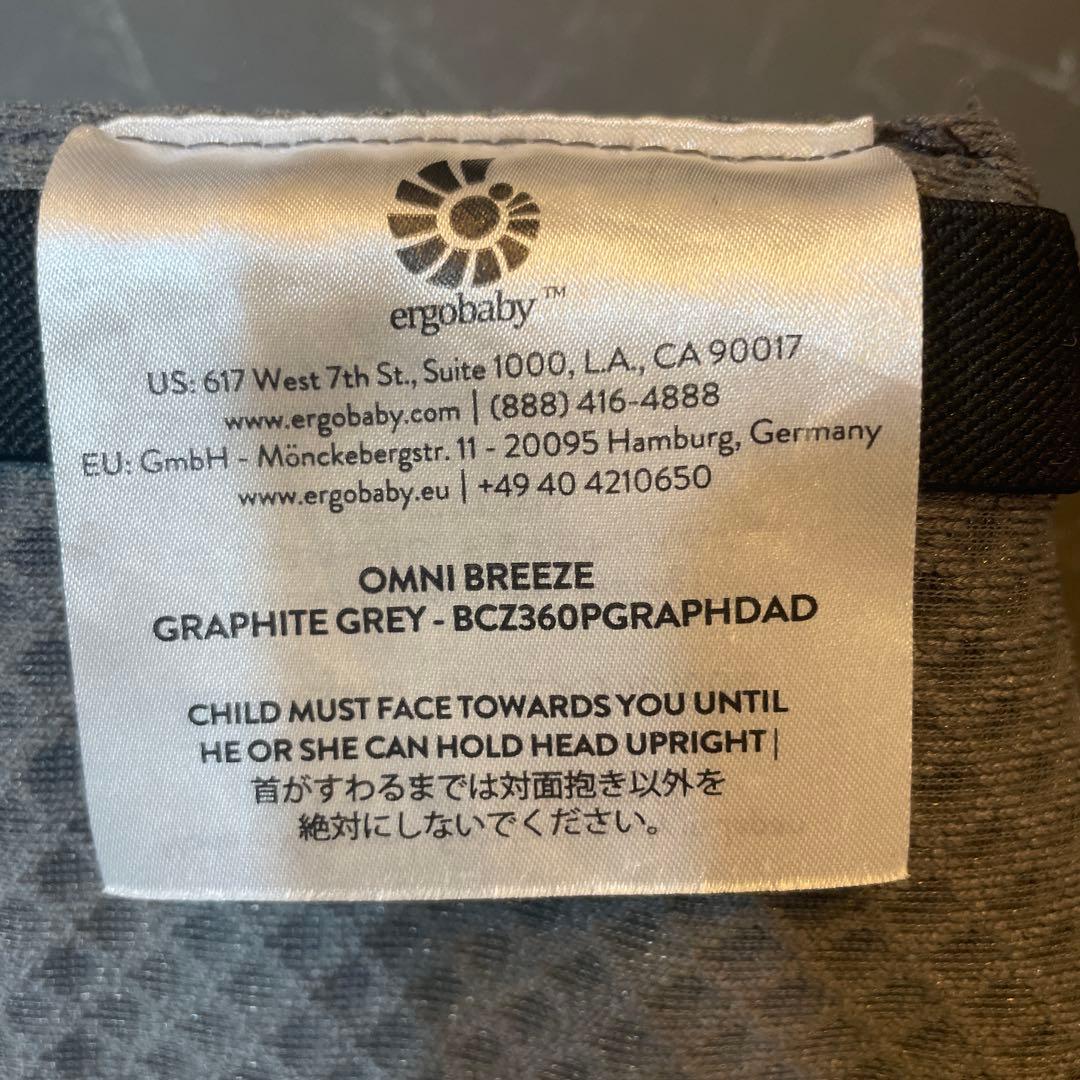 ergobaby™
US: 617 West 7th St., Suite 1000, L.A., CA 90017
www.ergobaby.com | (888) 416-4888
EU: GmbH - Mönckebergstr. 11 - 20095 Hamburg, Germany
www.ergobaby.eu | +49 40 4210650
OMNI BREEZE
GRAPHITE GREY - BCZ360PGRAPHDAD
CHILD MUST FACE TOWARDS YOU UNTIL
HE OR SHE CAN HOLD HEAD UPRIGHT |
首がすわるまでは対面抱き以外を
絶対にしないでください。